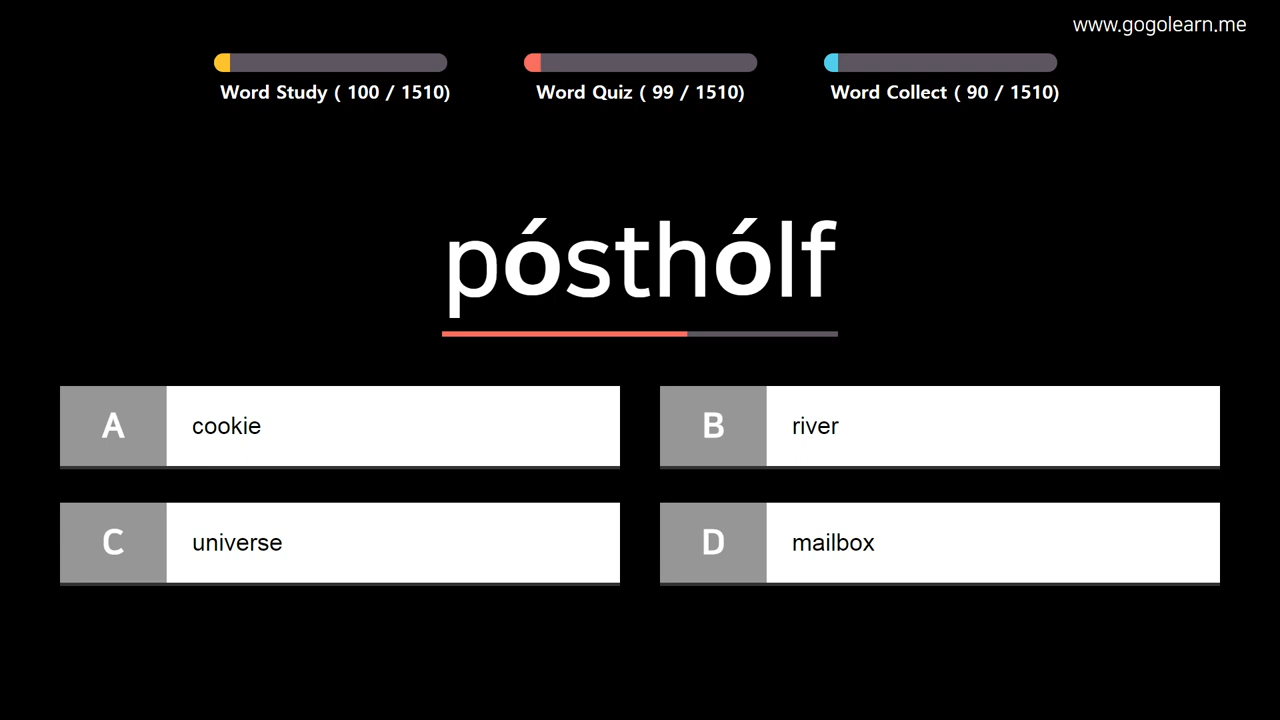 www.gogolearn.me
Word Study ( 100 / 1510)
Word Quiz ( 99 / 1510)
Word Collect ( 90 / 1510)
pósthólf
A cookie
B river
C universe
D mailbox